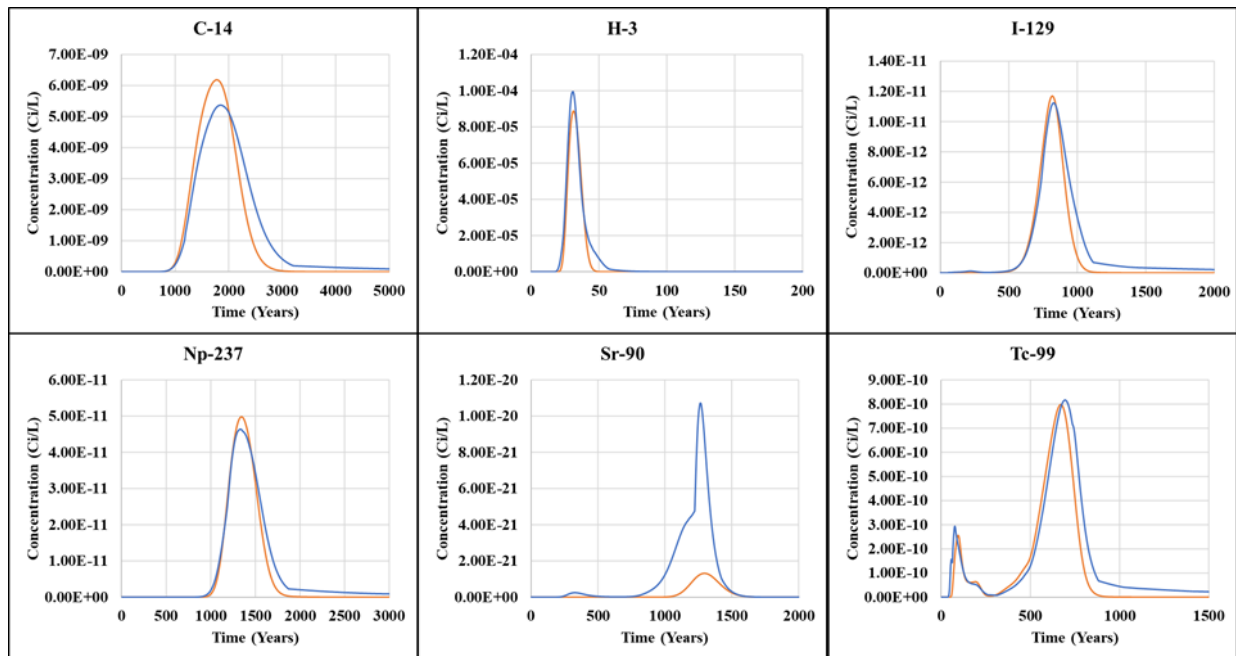 C-14
Concentration (Ci/L)
7.00E-09
6.00E-09
5.00E-09
4.00E-09
3.00E-09
2.00E-09
1.00E-09
0.00E+00
0 1000 2000 3000 4000 5000
Time (Years)
H-3
Concentration (Ci/L)
1.20E-04
1.00E-04
8.00E-05
6.00E-05
4.00E-05
2.00E-05
0.00E+00
0 50 100 150 200
Time (Years)
I-129
Concentration (Ci/L)
1.40E-11
1.20E-11
1.00E-11
8.00E-12
6.00E-12
4.00E-12
2.00E-12
0.00E+00
0 500 1000 1500 2000
Time (Years)
Np-237
Concentration (Ci/L)
6.00E-11
5.00E-11
4.00E-11
3.00E-11
2.00E-11
1.00E-11
0.00E+00
0 500 1000 1500 2000 2500 3000
Time (Years)
Sr-90
Concentration (Ci/L)
1.20E-20
1.00E-20
8.00E-21
6.00E-21
4.00E-21
2.00E-21
0.00E+00
0 500 1000 1500 2000
Time (Years)
Tc-99
Concentration (Ci/L)
9.00E-10
8.00E-10
7.00E-10
6.00E-10
5.00E-10
4.00E-10
3.00E-10
2.00E-10
1.00E-10
0.00E+00
0 500 1000 1500
Time (Years)